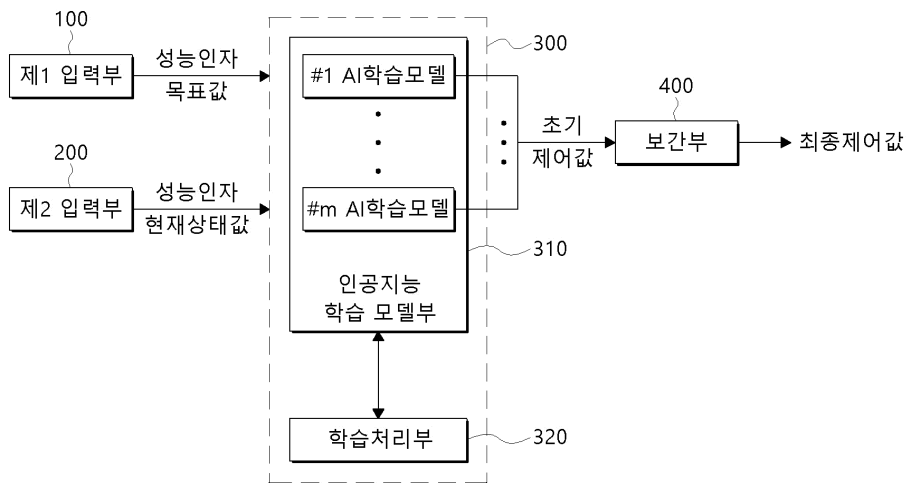 100
제1 입력부
성능인자
목표값
200
제2 입력부
성능인자
현재상태값
300
#1 AI학습모델
#m AI학습모델
310
인공지능
학습 모델부
학습처리부
320
초기
제어값
400
보간부
최종제어값